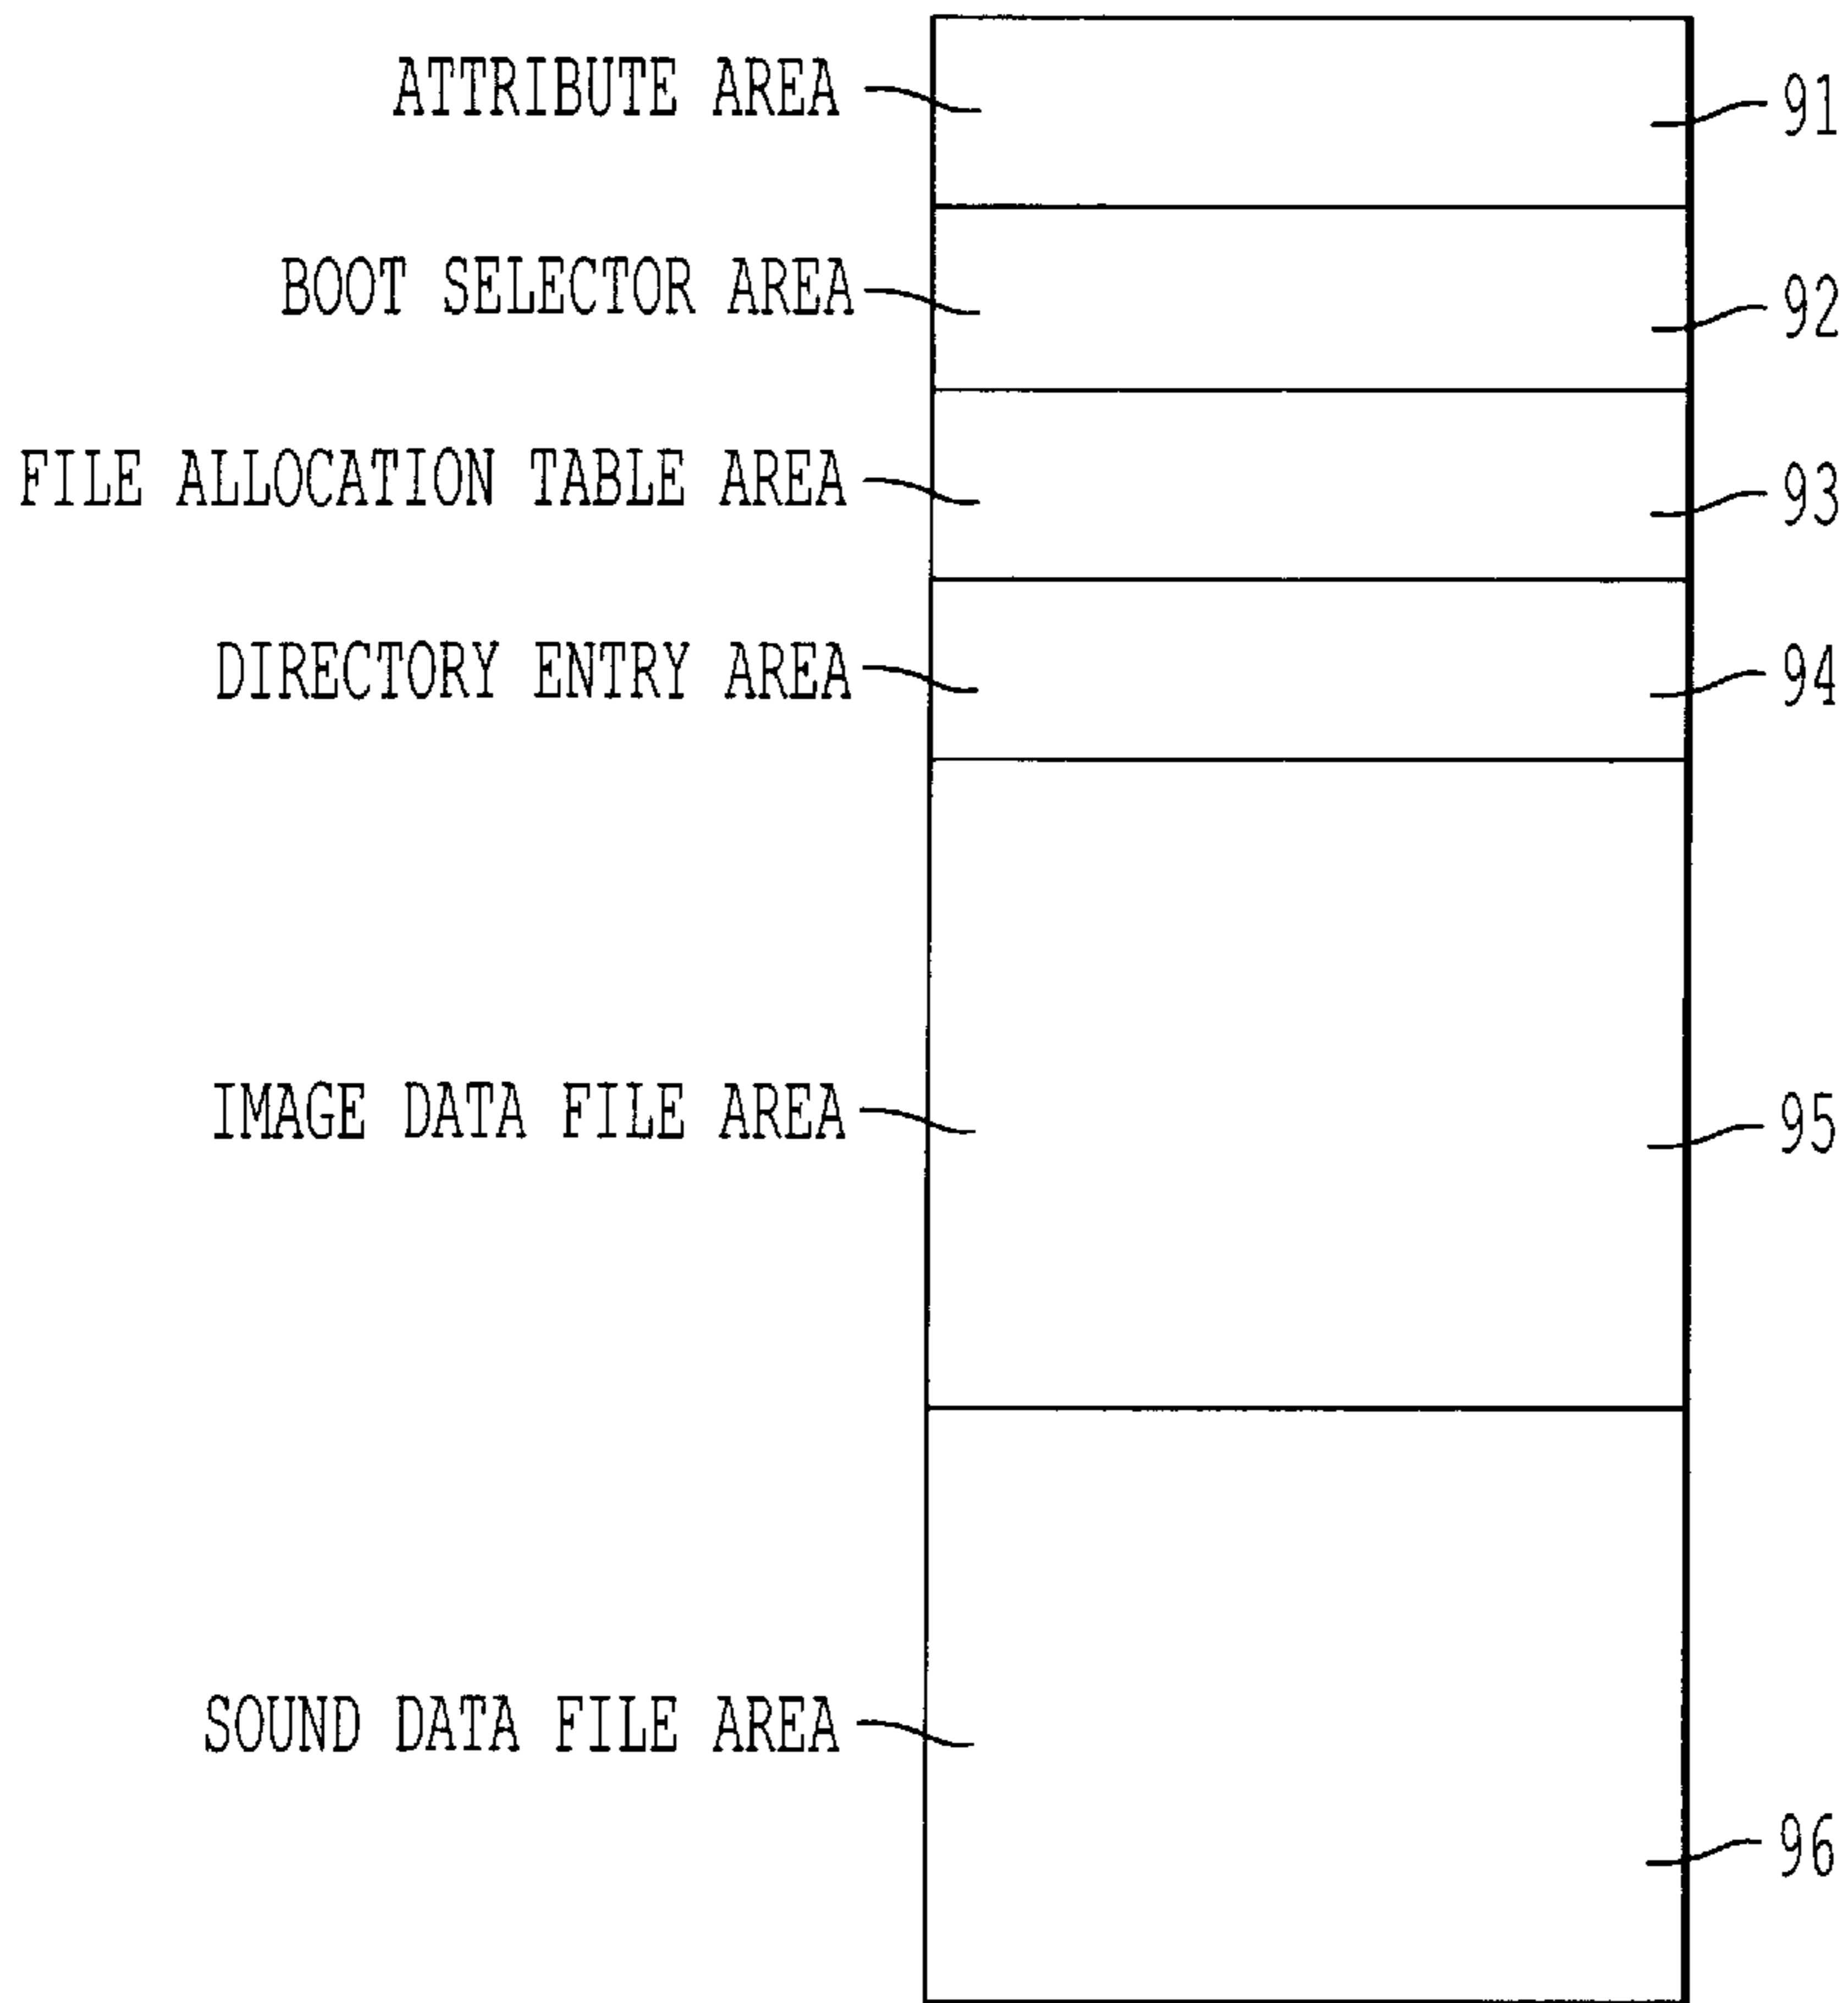 ATTRIBUTE AREA 91
BOOT SELECTOR AREA 92
FILE ALLOCATION TABLE AREA 93
DIRECTORY ENTRY AREA 94
IMAGE DATA FILE AREA 95
SOUND DATA FILE AREA 96